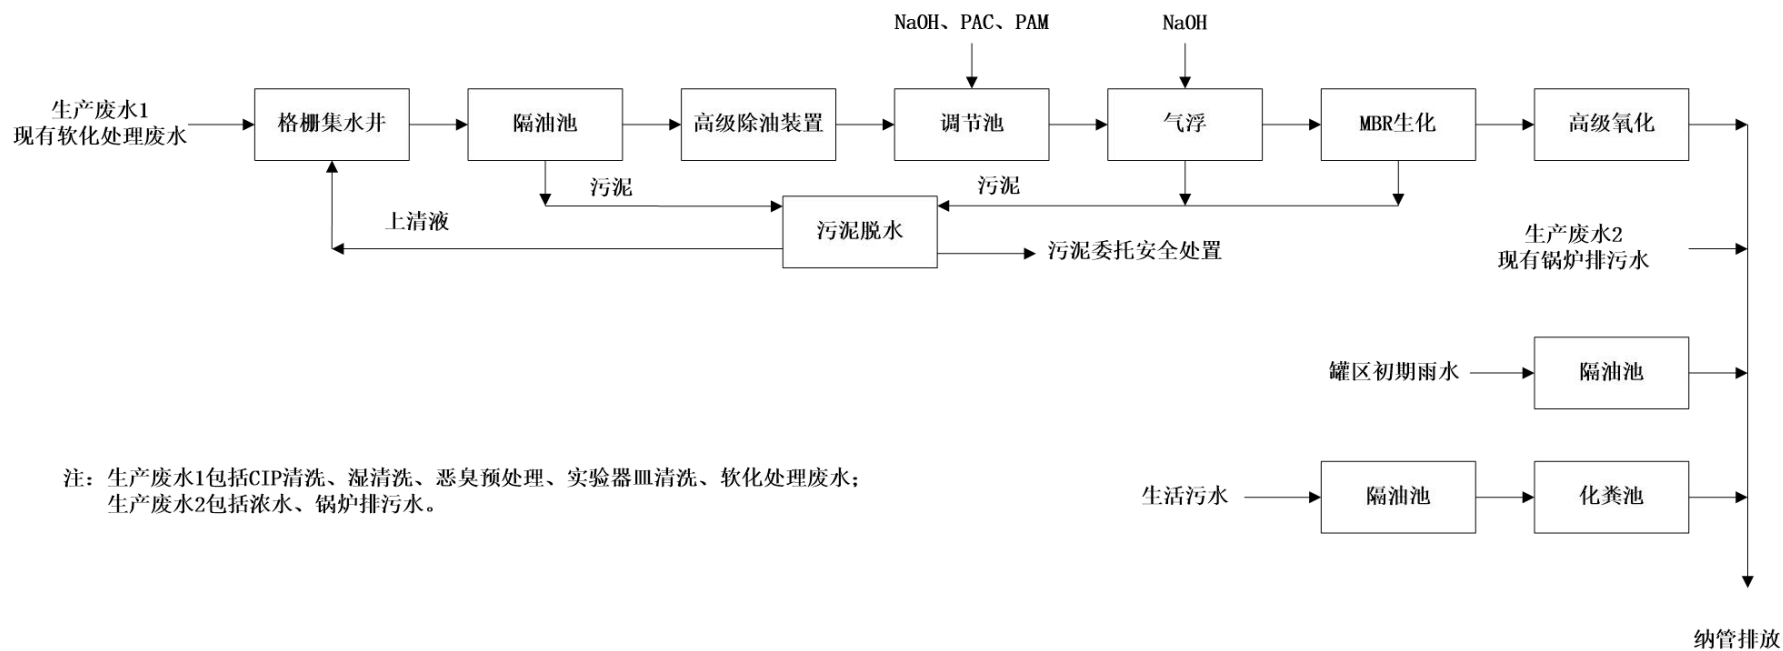 NaOH、PAC、PAM
NaOH
生产废水1
现有软化处理废水
格栅集水井
隔油池
高级除油装置
调节池
气浮
MBR生化
高级氧化
污泥
污泥
上清液
污泥脱水
污泥委托安全处置
生产废水2
现有锅炉排污水
罐区初期雨水
隔油池
注：生产废水1包括CIP清洗、湿清洗、恶臭预处理、实验器皿清洗、软化处理废水；
生产废水2包括浓水、锅炉排污水。
生活污水
隔油池
化粪池
纳管排放